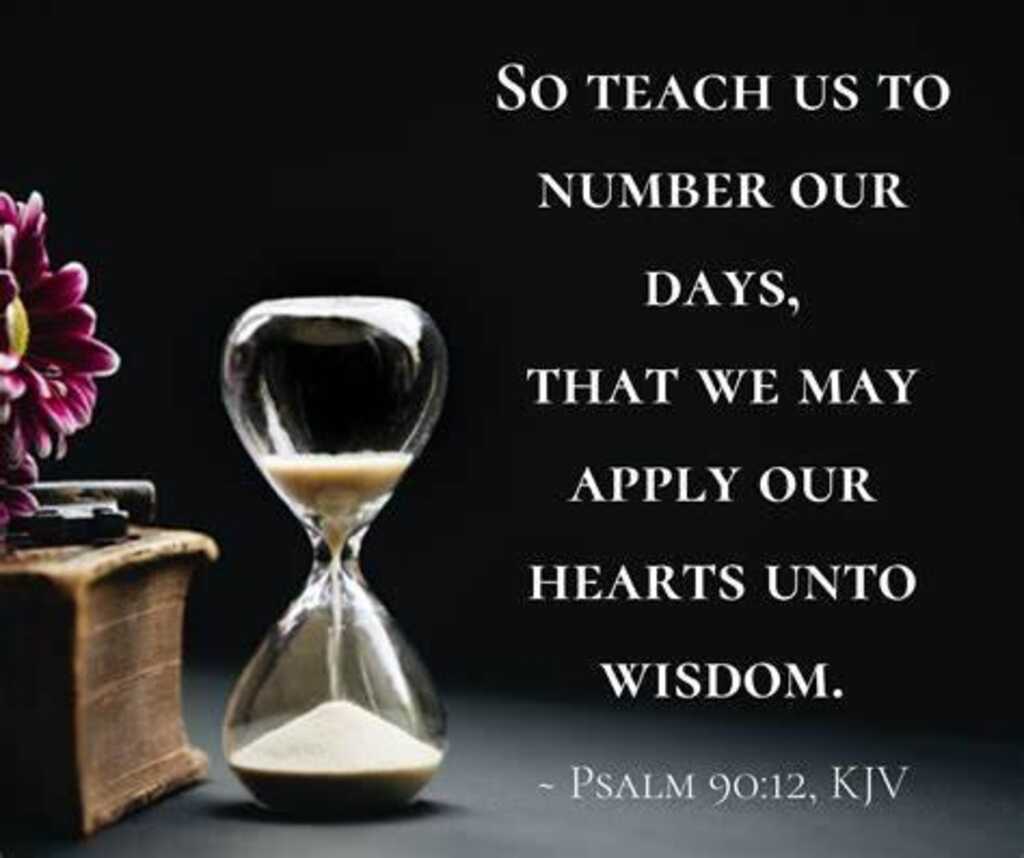 So teach us to
number our
days,
that we may
apply our
hearts unto
wisdom.
~ Psalm 90:12, KJV